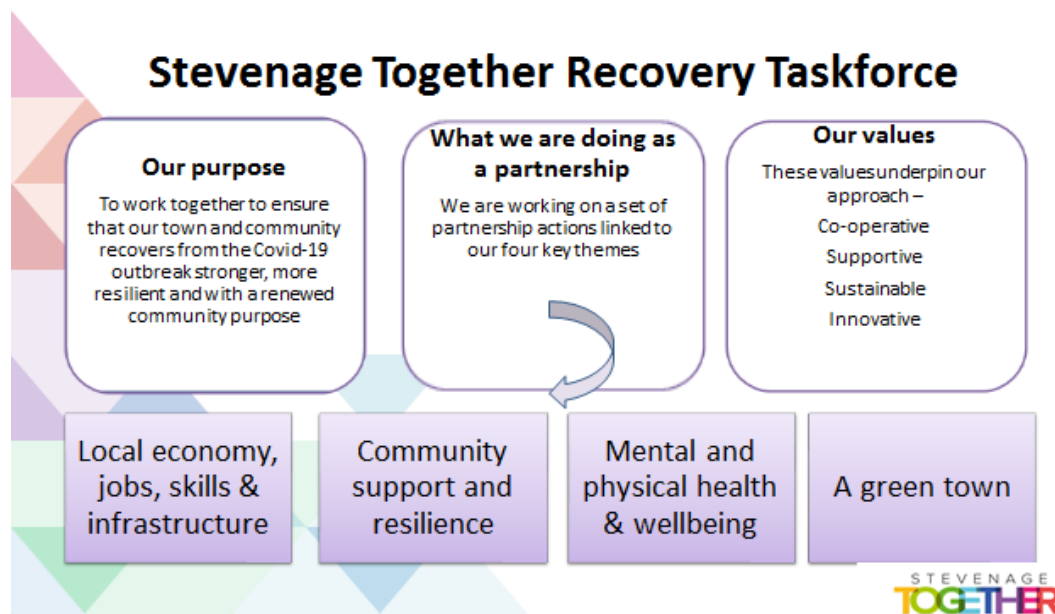 Stevenage Together Recovery Taskforce
Our purpose
To work together to ensure
that our town and community
recovers from the Covid-19
outbreak stronger, more
resilient and with a renewed
community purpose
What we are doing as
a partnership
We are working on a set of
partnership actions linked to
our four key themes
Our values
These values underpin our
approach –
Co-operative
Supportive
Sustainable
Innovative
Local economy,
jobs, skills &
infrastructure
Community
support and
resilience
Mental and
physical health
& wellbeing
A green town
STEVENAGE
TOGETHER